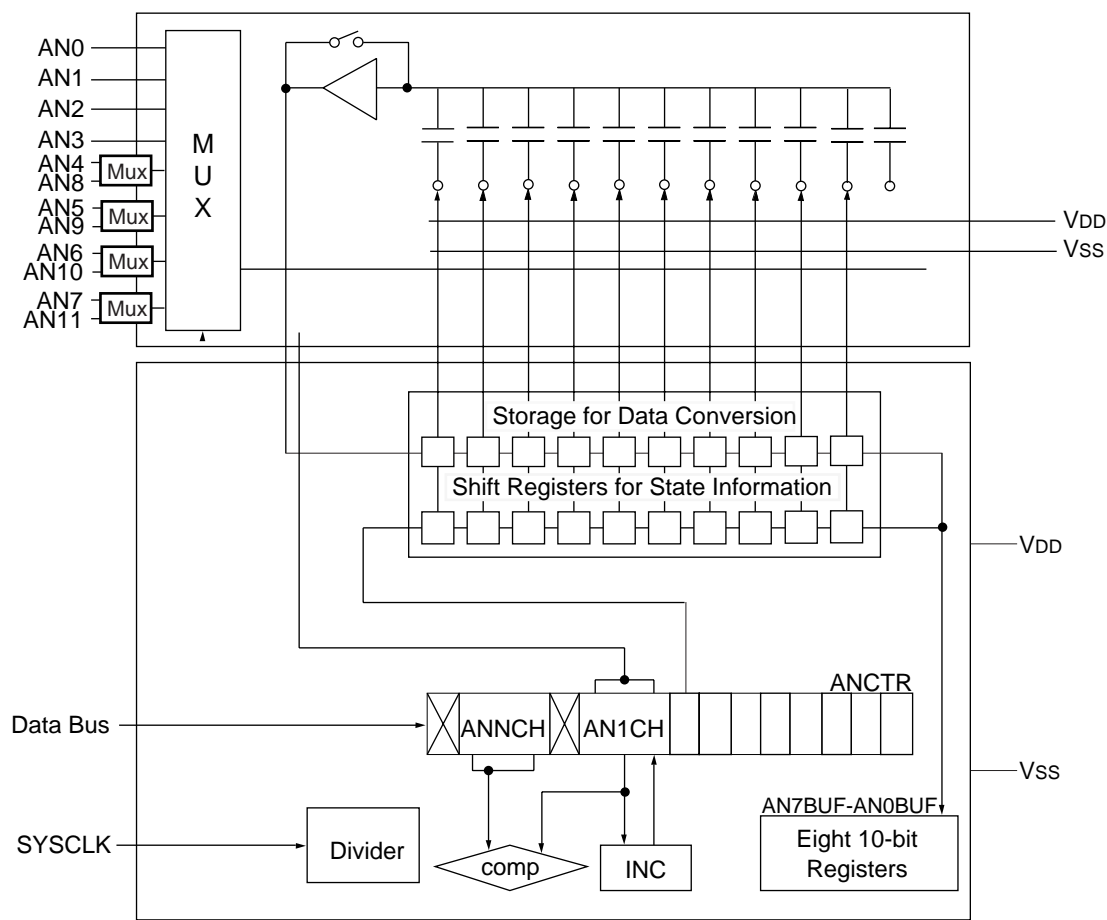 AN0
AN1
AN2
AN3
AN4
AN8
Mux
AN5
AN9
Mux
AN6
AN10
Mux
AN7
AN11
Mux
M
U
X
VDD
VSS
Storage for Data Conversion
Shift Registers for State Information
VDD
ANCTR
Data Bus
ANNCH
AN1CH
VSS
AN7BUF-AN0BUF
SYSCLK
Divider
comp
INC
Eight 10-bit
Registers